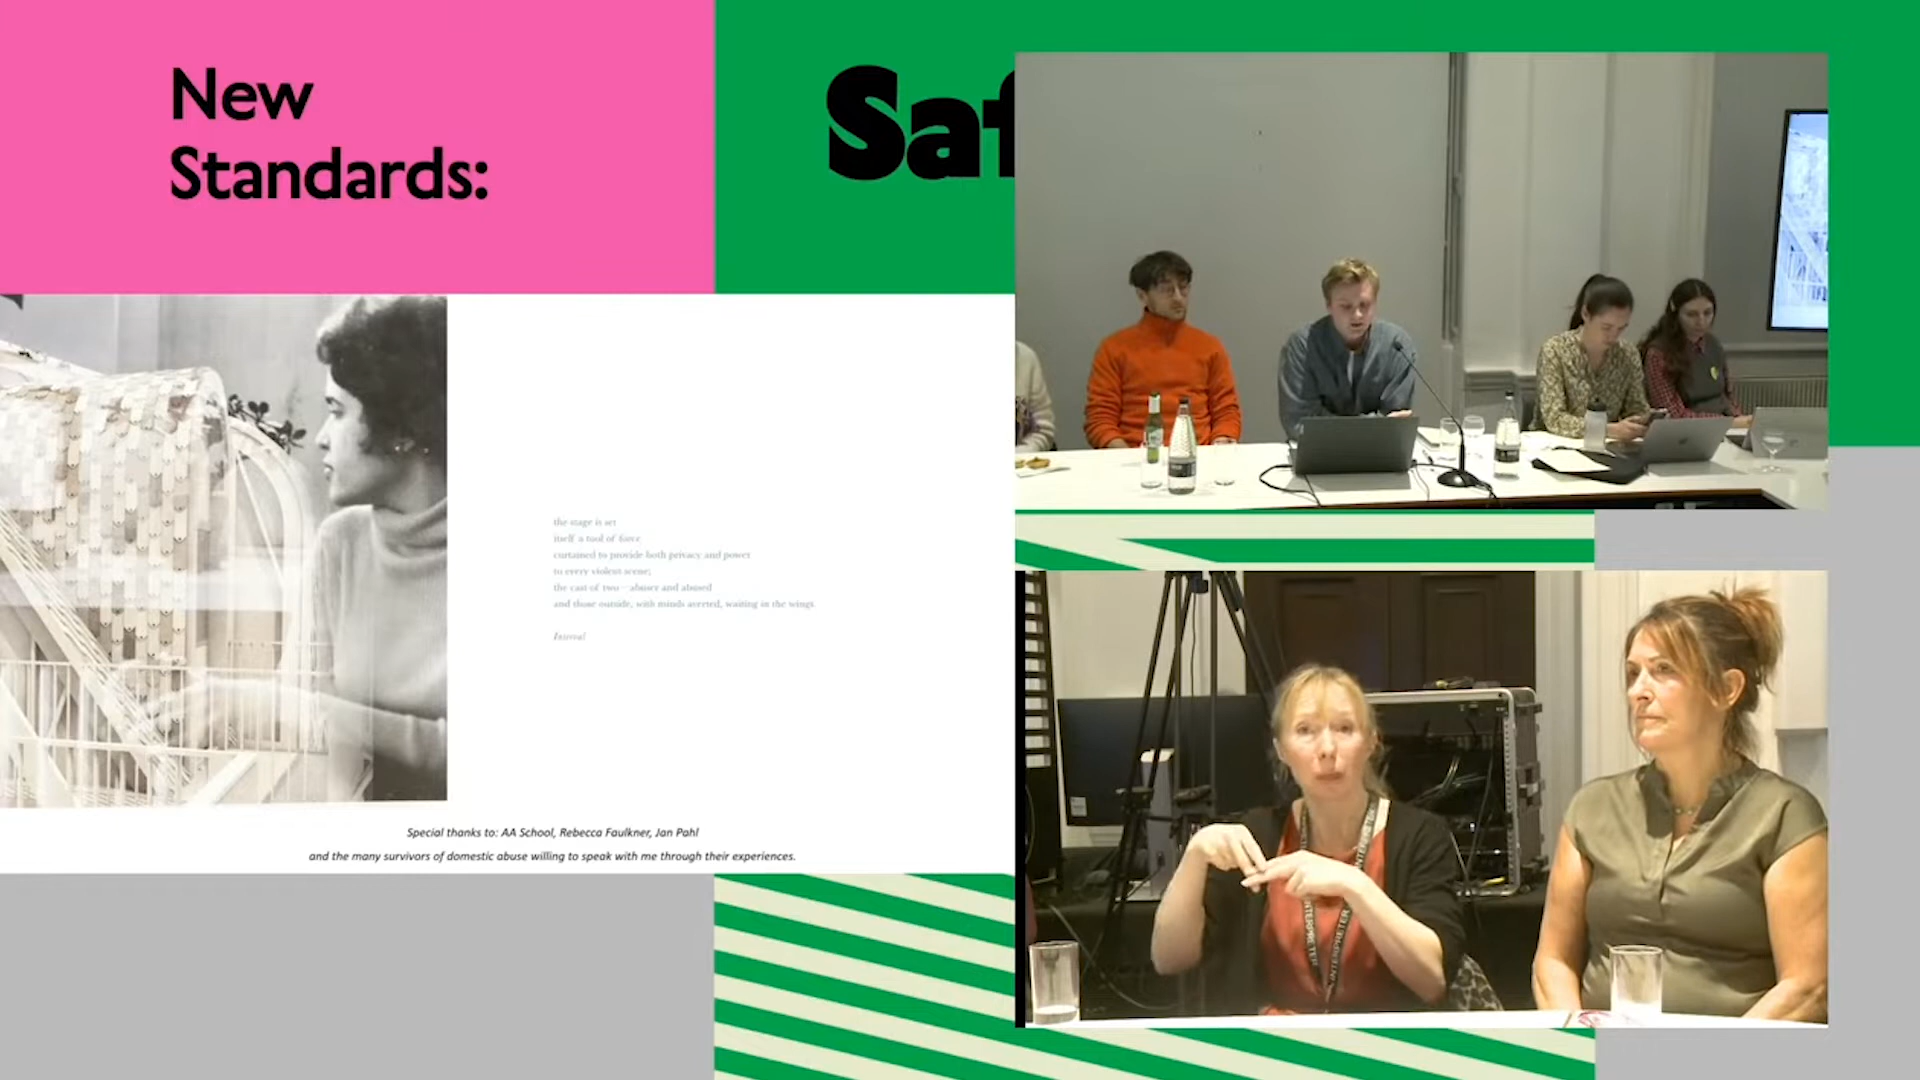 New
Standards:
Saf
the stage is set
itself a tool of force
curtained to provide both privacy and power
to every violent scene;
the cast of two - abuser and abused
and those outside, with minds averted, waiting in the wings
Interval
Special thanks to: AA School, Rebecca Faulkner, Jan Pahl
and the many survivors of domestic abuse willing to speak with me through their experiences.
INTERPRETER
INTERPRETER